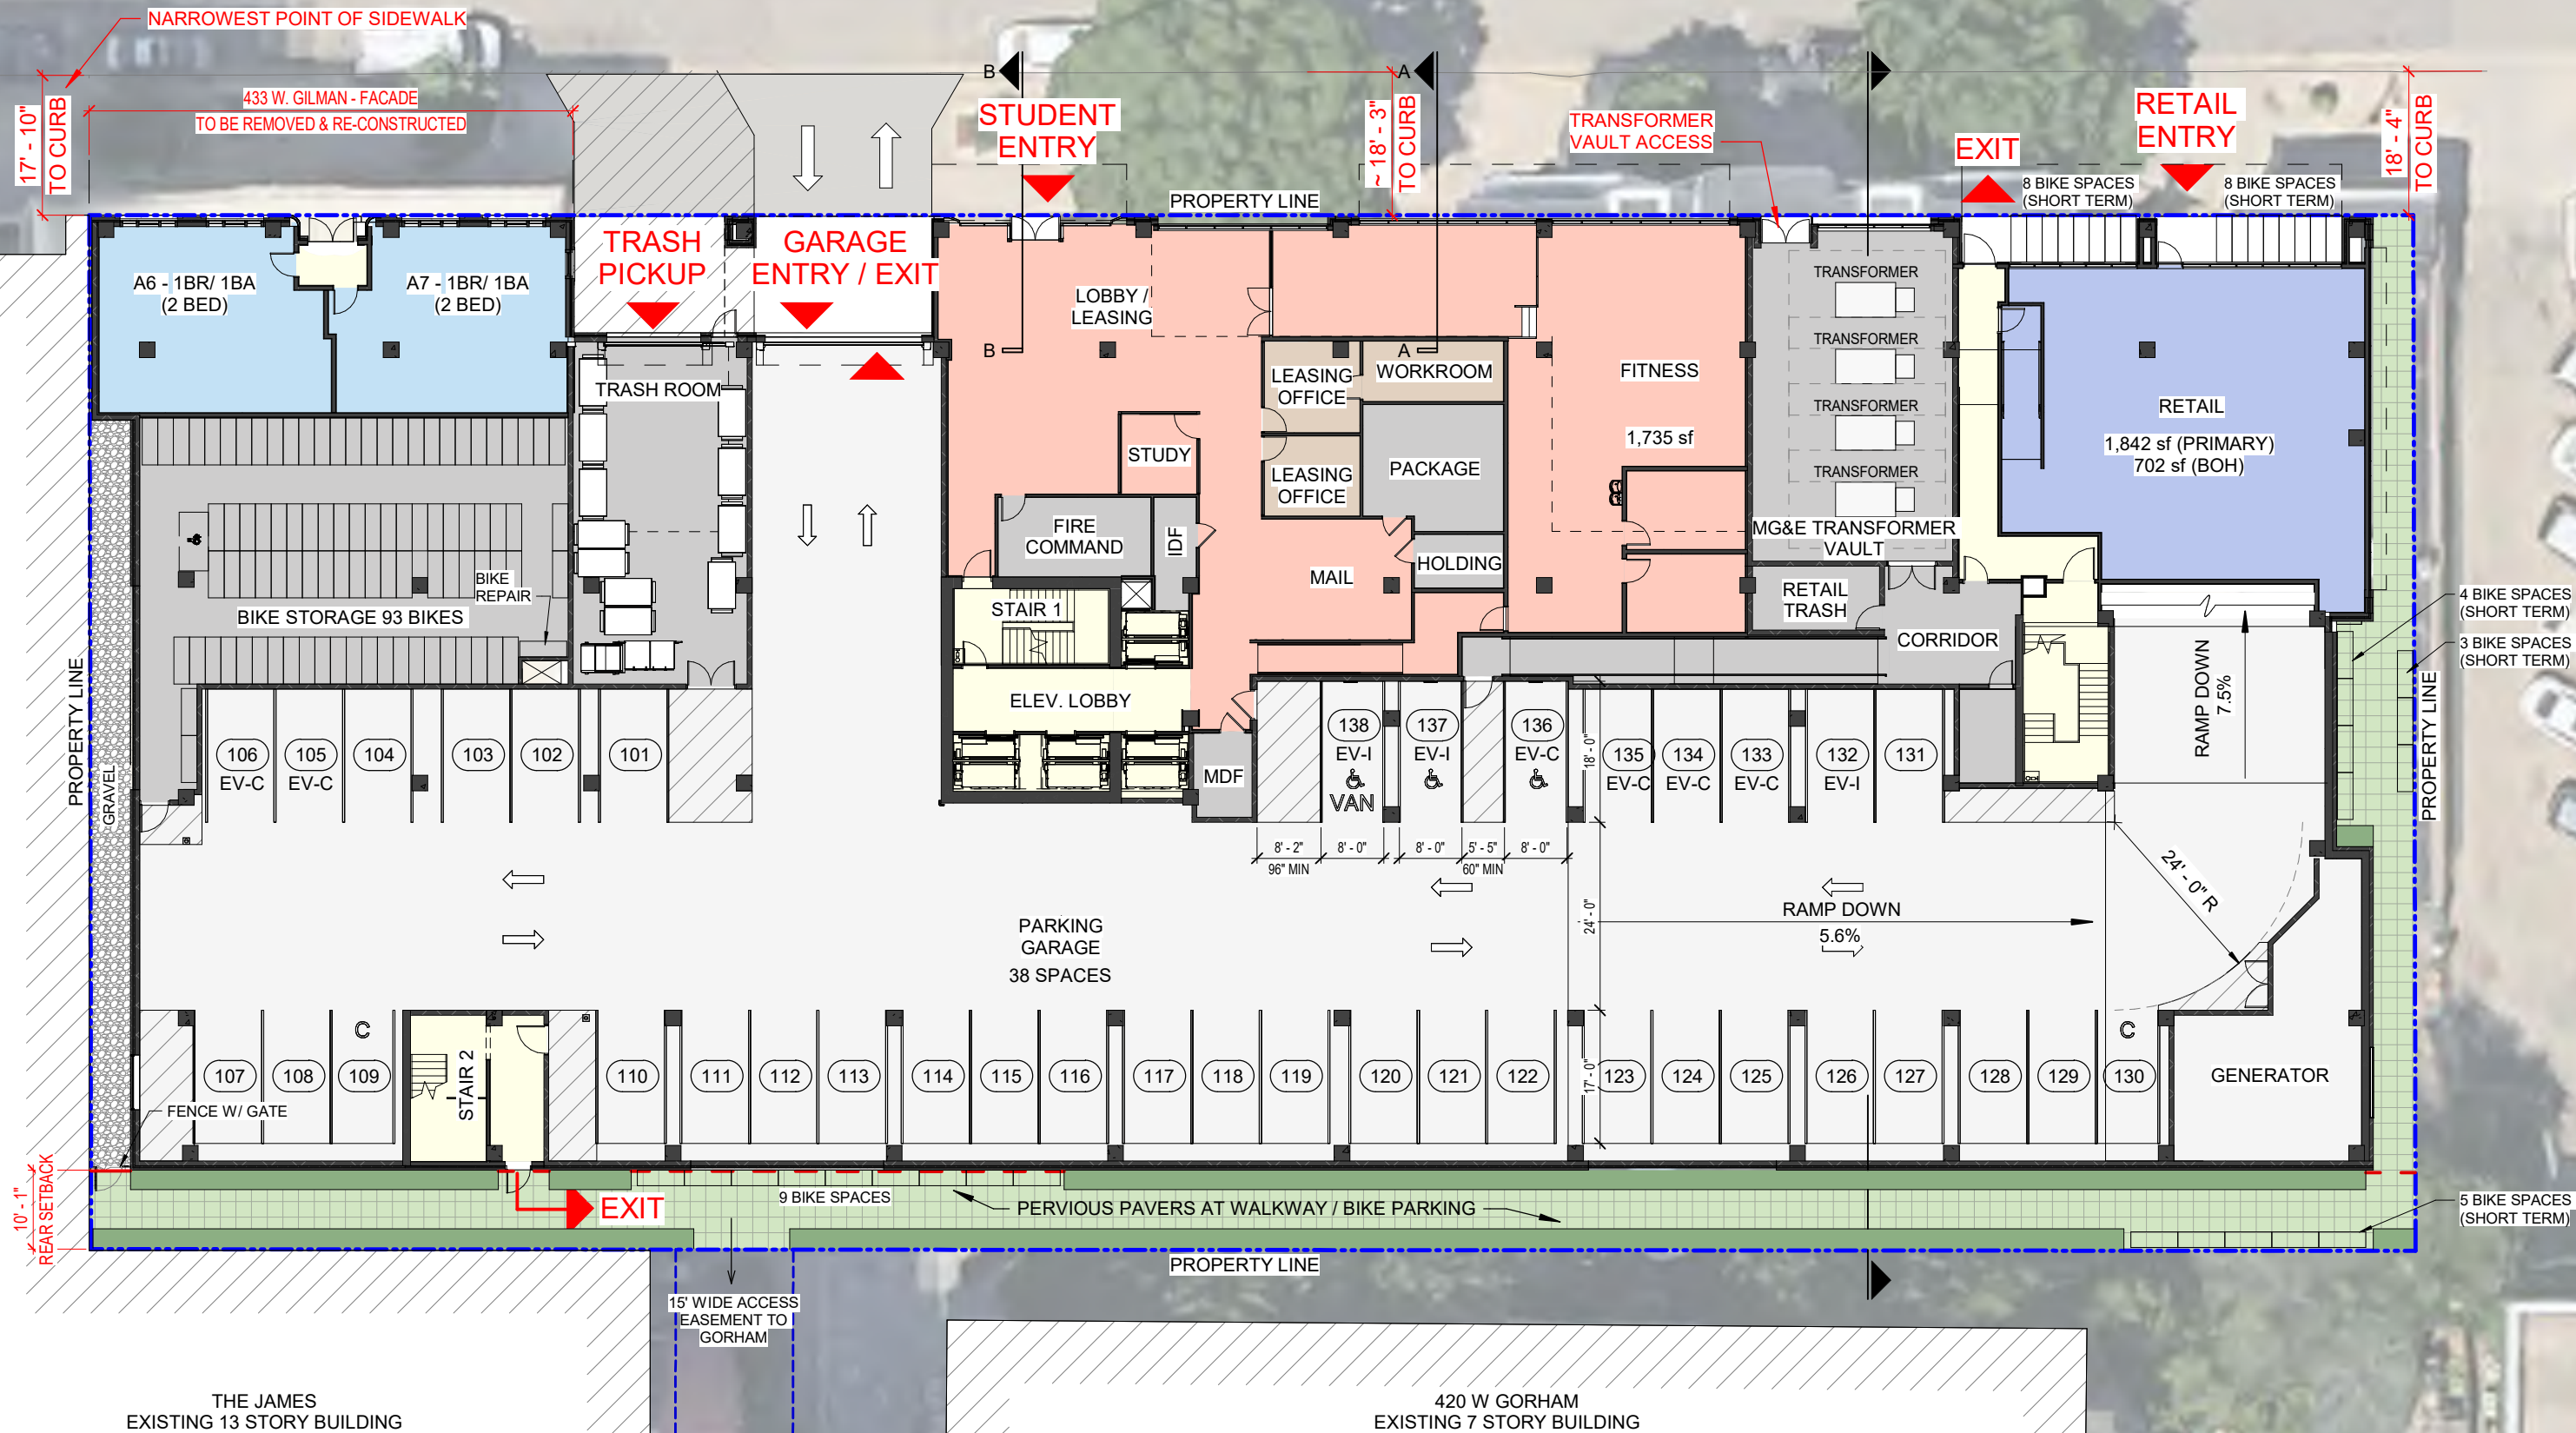 NARROWEST POINT OF SIDEWALK
17' - 10"
TO CURB
433 W. GILMAN - FACADE
TO BE REMOVED & RE-CONSTRUCTED
B
STUDENT
ENTRY
A
~ 18' - 3"
TO CURB
TRANSFORMER
VAULT ACCESS
EXIT
RETAIL
ENTRY
18' - 4"
TO CURB
8 BIKE SPACES
(SHORT TERM)
8 BIKE SPACES
(SHORT TERM)
PROPERTY LINE
TRASH
PICKUP
GARAGE
ENTRY / EXIT
A6 - 1BR/ 1BA
(2 BED)
A7 - 1BR/ 1BA
(2 BED)
LOBBY /
LEASING
B
A
TRANSFORMER
TRANSFORMER
TRANSFORMER
TRANSFORMER
MG&E TRANSFORMER
VAULT
TRASH ROOM
LEASING
OFFICE
WORKROOM
FITNESS
1,735 sf
RETAIL
1,842 sf (PRIMARY)
702 sf (BOH)
STUDY
LEASING
OFFICE
PACKAGE
FIRE
COMMAND
IDF
HOLDING
MAIL
BIKE
REPAIR
BIKE STORAGE 93 BIKES
STAIR 1
RETAIL
TRASH
CORRIDOR
4 BIKE SPACES
(SHORT TERM)
3 BIKE SPACES
(SHORT TERM)
RAMP DOWN
7.5%
ELEV. LOBBY
MDF
PROPERTY LINE
GRAVEL
PROPERTY LINE
106
EV-C
105
EV-C
104
103
102
101
138
EV-I
VAN
137
EV-I
136
EV-C
135
EV-C
134
EV-C
133
EV-C
132
EV-I
131
18' - 0"
8' - 2"
96" MIN
8' - 0"
8' - 0"
5' - 5"
60" MIN
8' - 0"
24' - 0" R
24' - 0"
RAMP DOWN
5.6%
PARKING
GARAGE
38 SPACES
C
C
107
108
109
STAIR 2
110
111
112
113
114
115
116
117
118
119
120
121
122
17' - 0"
123
124
125
126
127
128
129
130
GENERATOR
FENCE W/ GATE
10' - 1"
REAR SETBACK
EXIT
9 BIKE SPACES
PERVIOUS PAVERS AT WALKWAY / BIKE PARKING
5 BIKE SPACES
(SHORT TERM)
PROPERTY LINE
15' WIDE ACCESS
EASEMENT TO
GORHAM
THE JAMES
EXISTING 13 STORY BUILDING
420 W GORHAM
EXISTING 7 STORY BUILDING